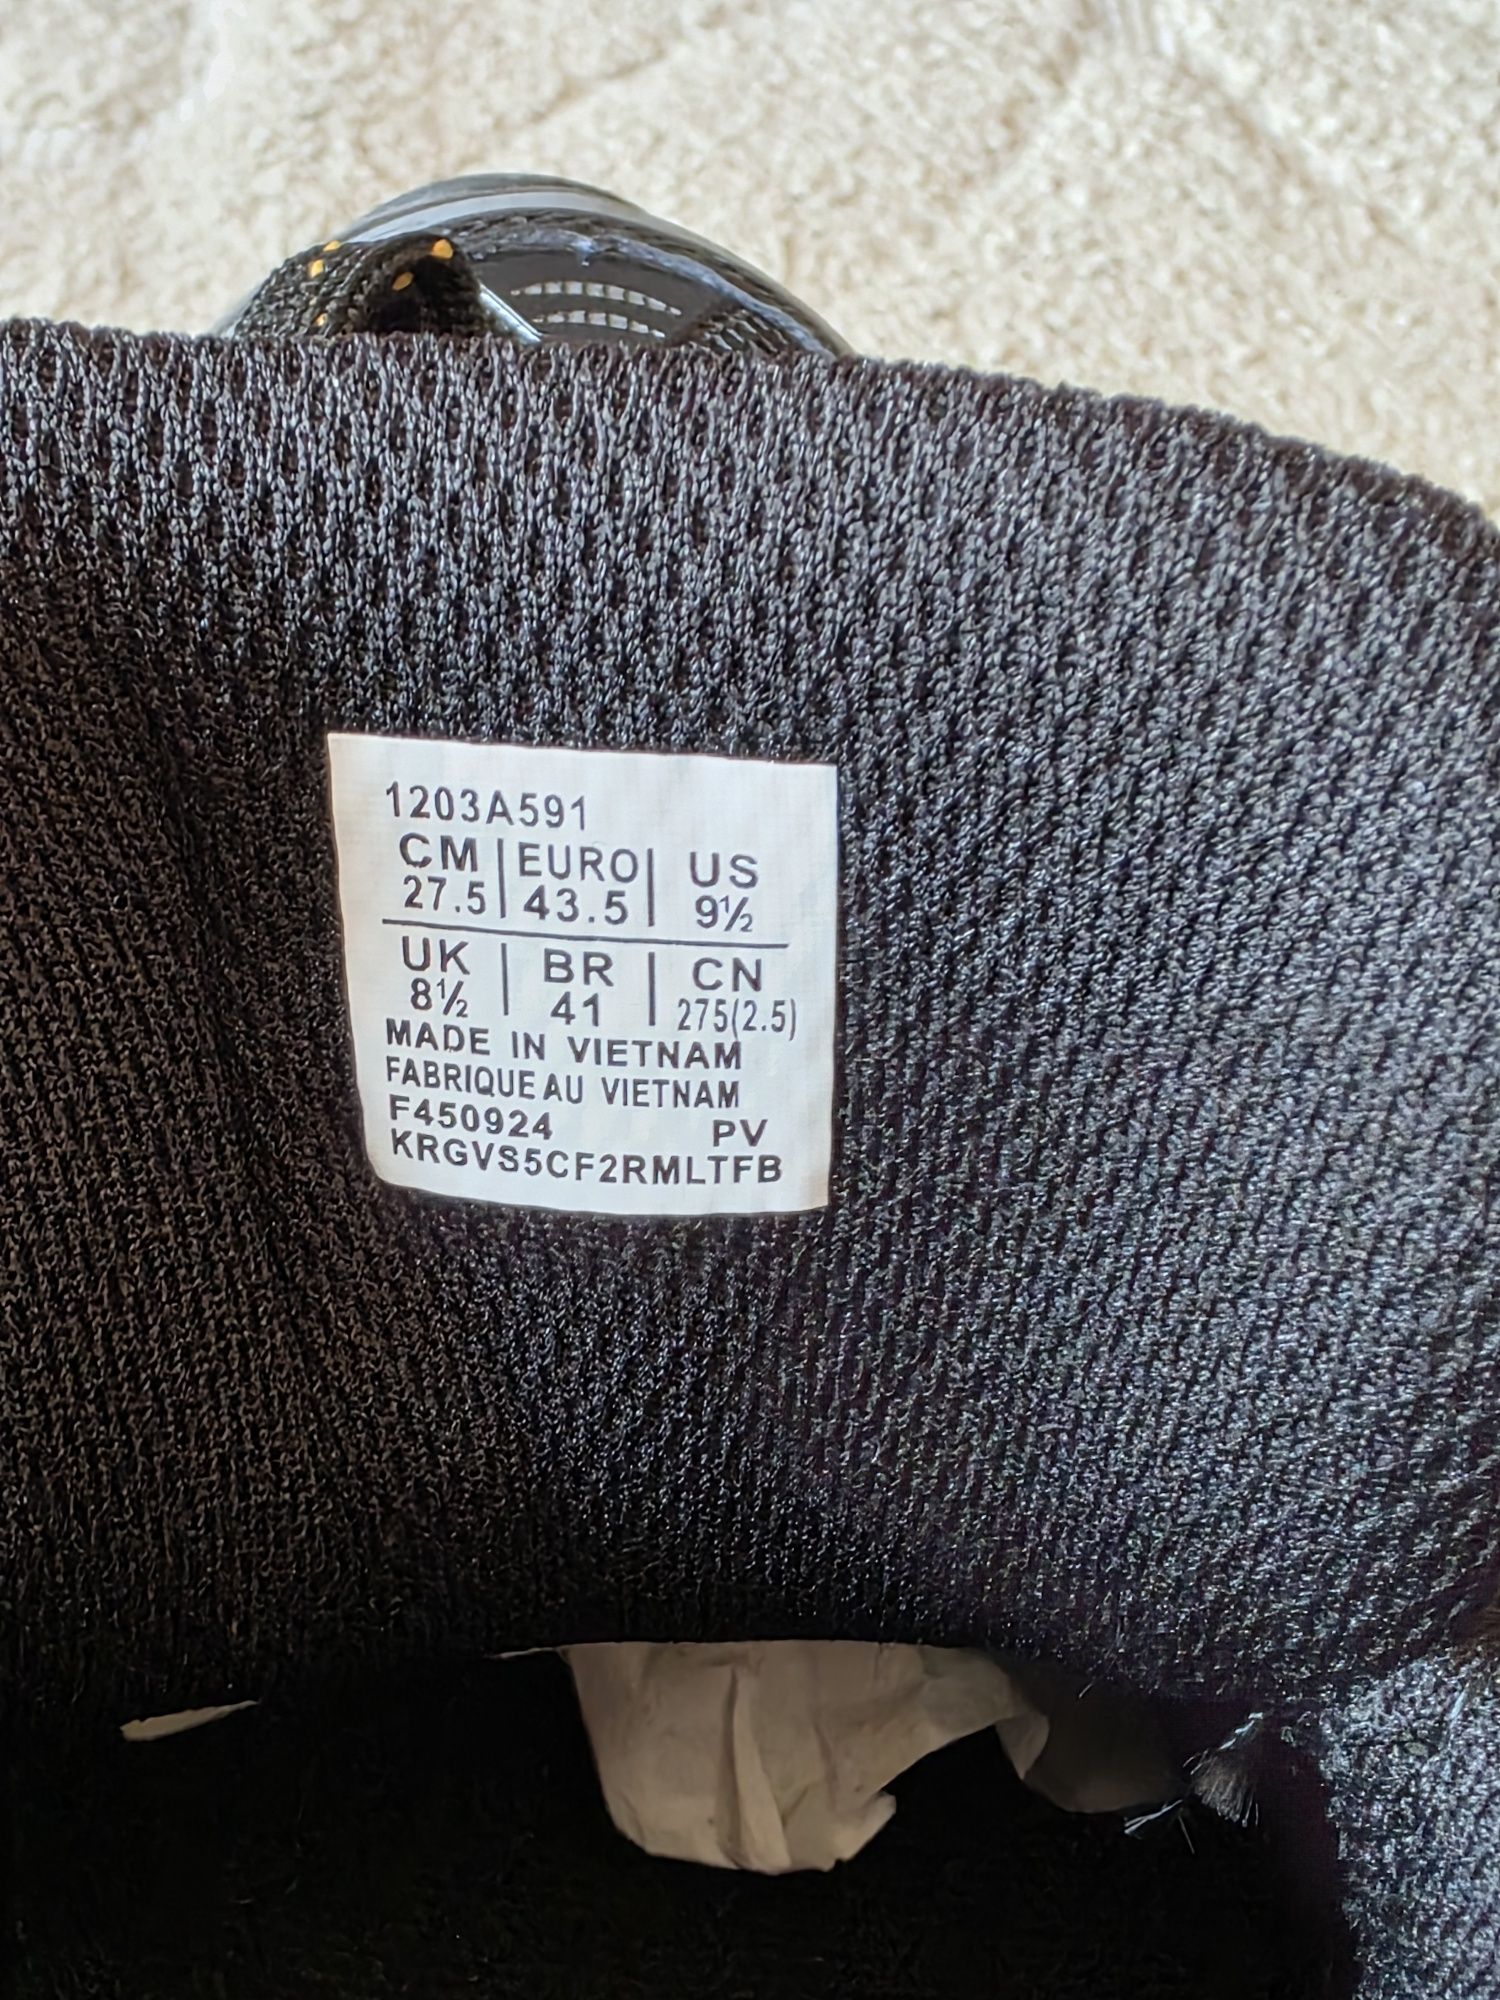 1203A591
CM | EURO | US
27.5 | 43.5 | 9½
UK | BR | CN
8½ | 41 | 275(2.5)
MADE IN VIETNAM
FABRIQUE AU VIETNAM
F450924 PV
KRGVS5CF2RMLTFB